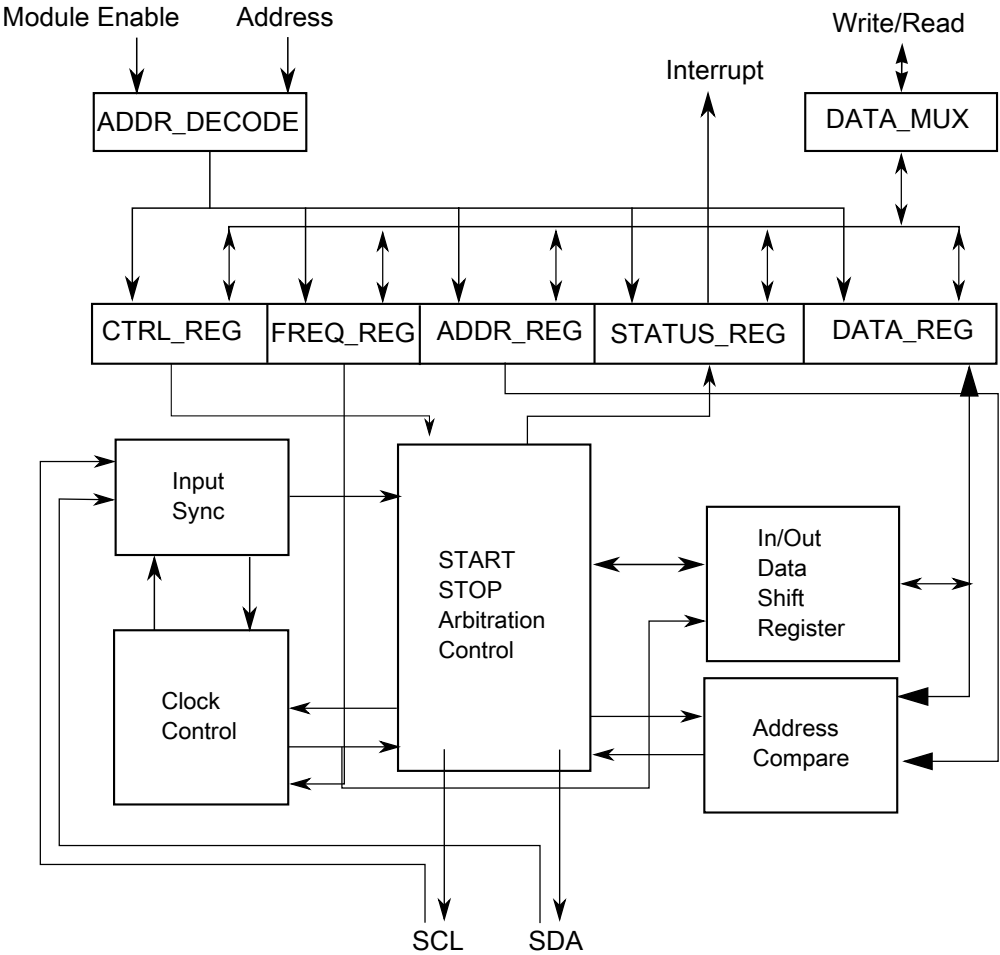 Module Enable
Address
Write/Read
Interrupt
ADDR_DECODE
DATA_MUX
CTRL_REG
FREQ_REG
ADDR_REG
STATUS_REG
DATA_REG
Input
Sync
START
STOP
Arbitration
Control
In/Out
Data
Shift
Register
Clock
Control
Address
Compare
SCL
SDA